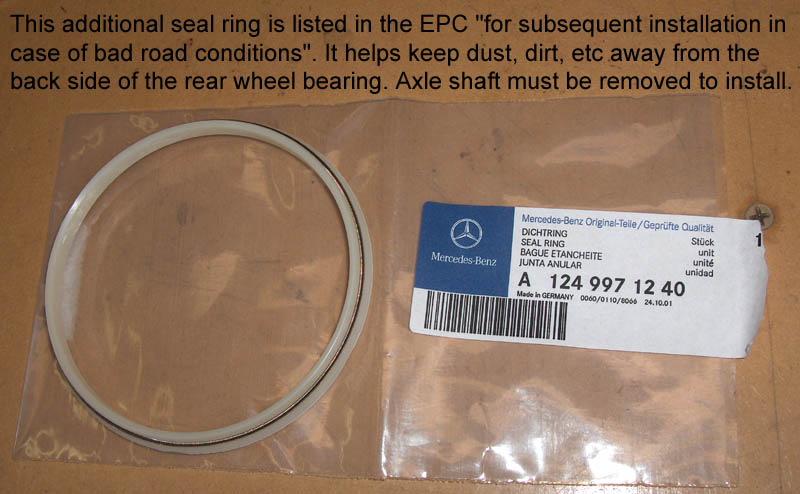 This additional seal ring is listed in the EPC "for subsequent installation in
case of bad road conditions". It helps keep dust, dirt, etc away from the
back side of the rear wheel bearing. Axle shaft must be removed to install.
Mercedes-Benz
Mercedes-Benz Original-Teile/Geprüfte Qualität
DICHTRING Stück
SEAL RING unit
BAGUE ETANCHEITE unité
JUNTA ANULAR unidad
1
A 124 997 12 40
Made in GERMANY 0060/0110/8066 24.10.01